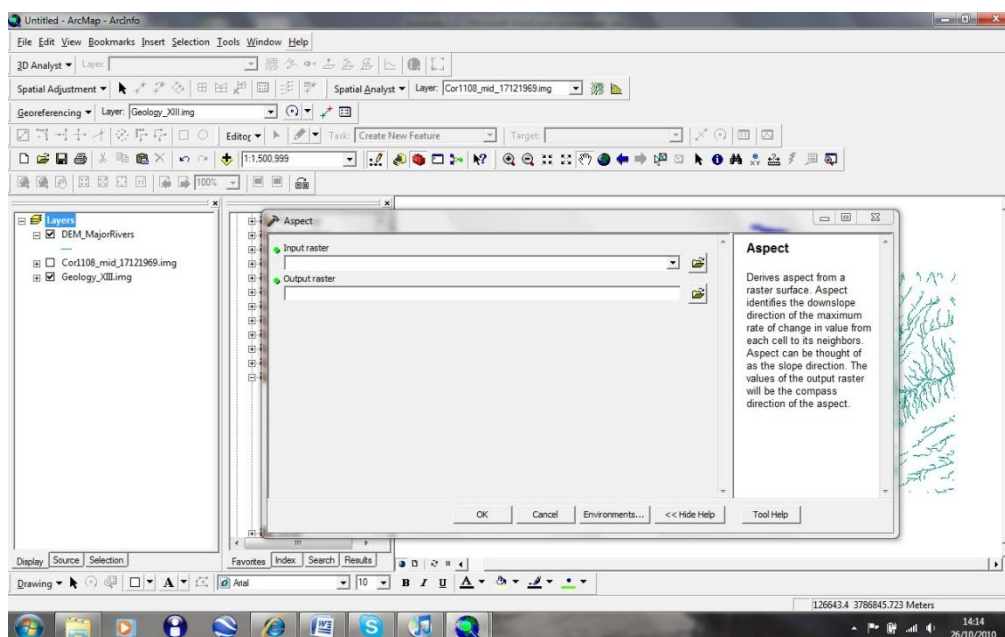 Untitled - ArcMap - ArcInfo
File Edit View Bookmarks Insert Selection Tools Window Help
3D Analyst Layer:
Spatial Adjustment Spatial Analyst Layer: Cor1108_mid_17121969.img
Georeferencing Layer: Geology_XIII.img
Editor Task: Create New Feature Target:
1:1,500,999
100%
Layers
DEM_MajorRivers
Cor1108_mid_17121969.img
Geology_XIII.img
Aspect
Input raster
Output raster
Aspect
Derives aspect from a
raster surface. Aspect
identifies the downslope
direction of the maximum
rate of change in value from
each cell to its neighbors.
Aspect can be thought of
as the slope direction. The
values of the output raster
will be the compass
direction of the aspect.
OK Cancel Environments... << Hide Help Tool Help
Display Source Selection Favorites Index Search Results
Drawing A Arial 10 B I U A
126643.4 3786845.723 Meters
14:14
26/10/2010